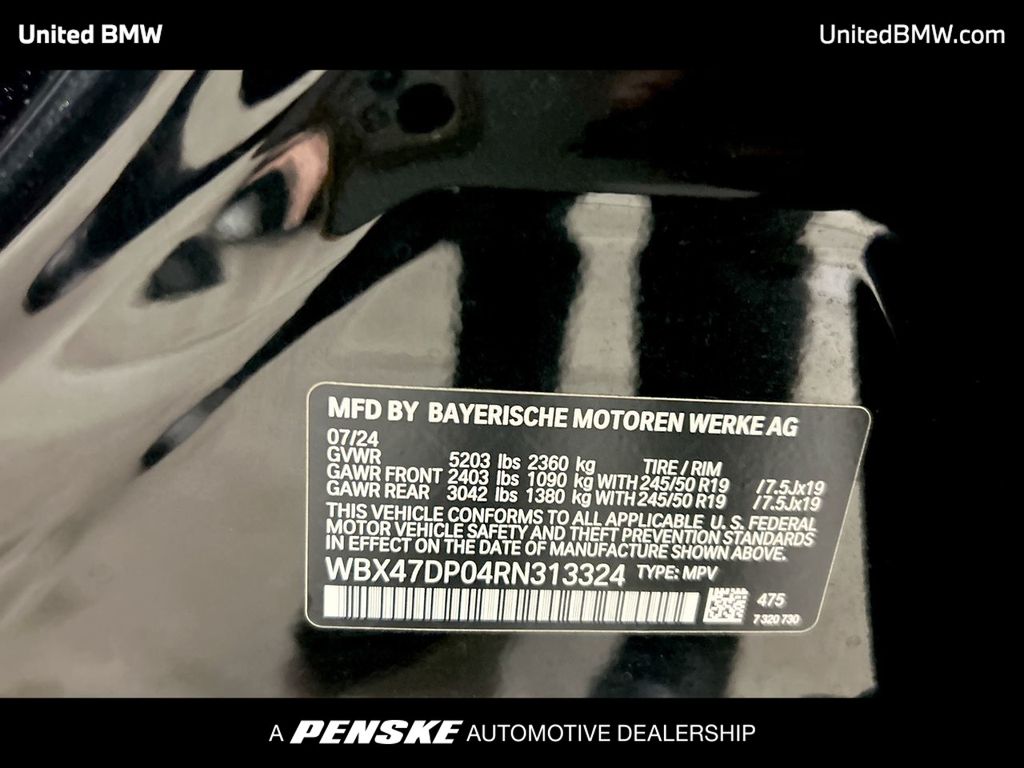 United BMW
UnitedBMW.com
MFD BY BAYERISCHE MOTOREN WERKE AG
07/24
GVWR 5203 lbs 2360 kg TIRE / RIM
GAWR FRONT 2403 lbs 1090 kg WITH 245/50 R19 /7.5Jx19
GAWR REAR 3042 lbs 1380 kg WITH 245/50 R19 /7.5Jx19
THIS VEHICLE CONFORMS TO ALL APPLICABLE U. S. FEDERAL
MOTOR VEHICLE SAFETY AND THEFT PREVENTION STANDARDS
IN EFFECT ON THE DATE OF MANUFACTURE SHOWN ABOVE.
WBX47DP04RN313324 TYPE: MPV
475
7 320 730
A PENSKE AUTOMOTIVE DEALERSHIP